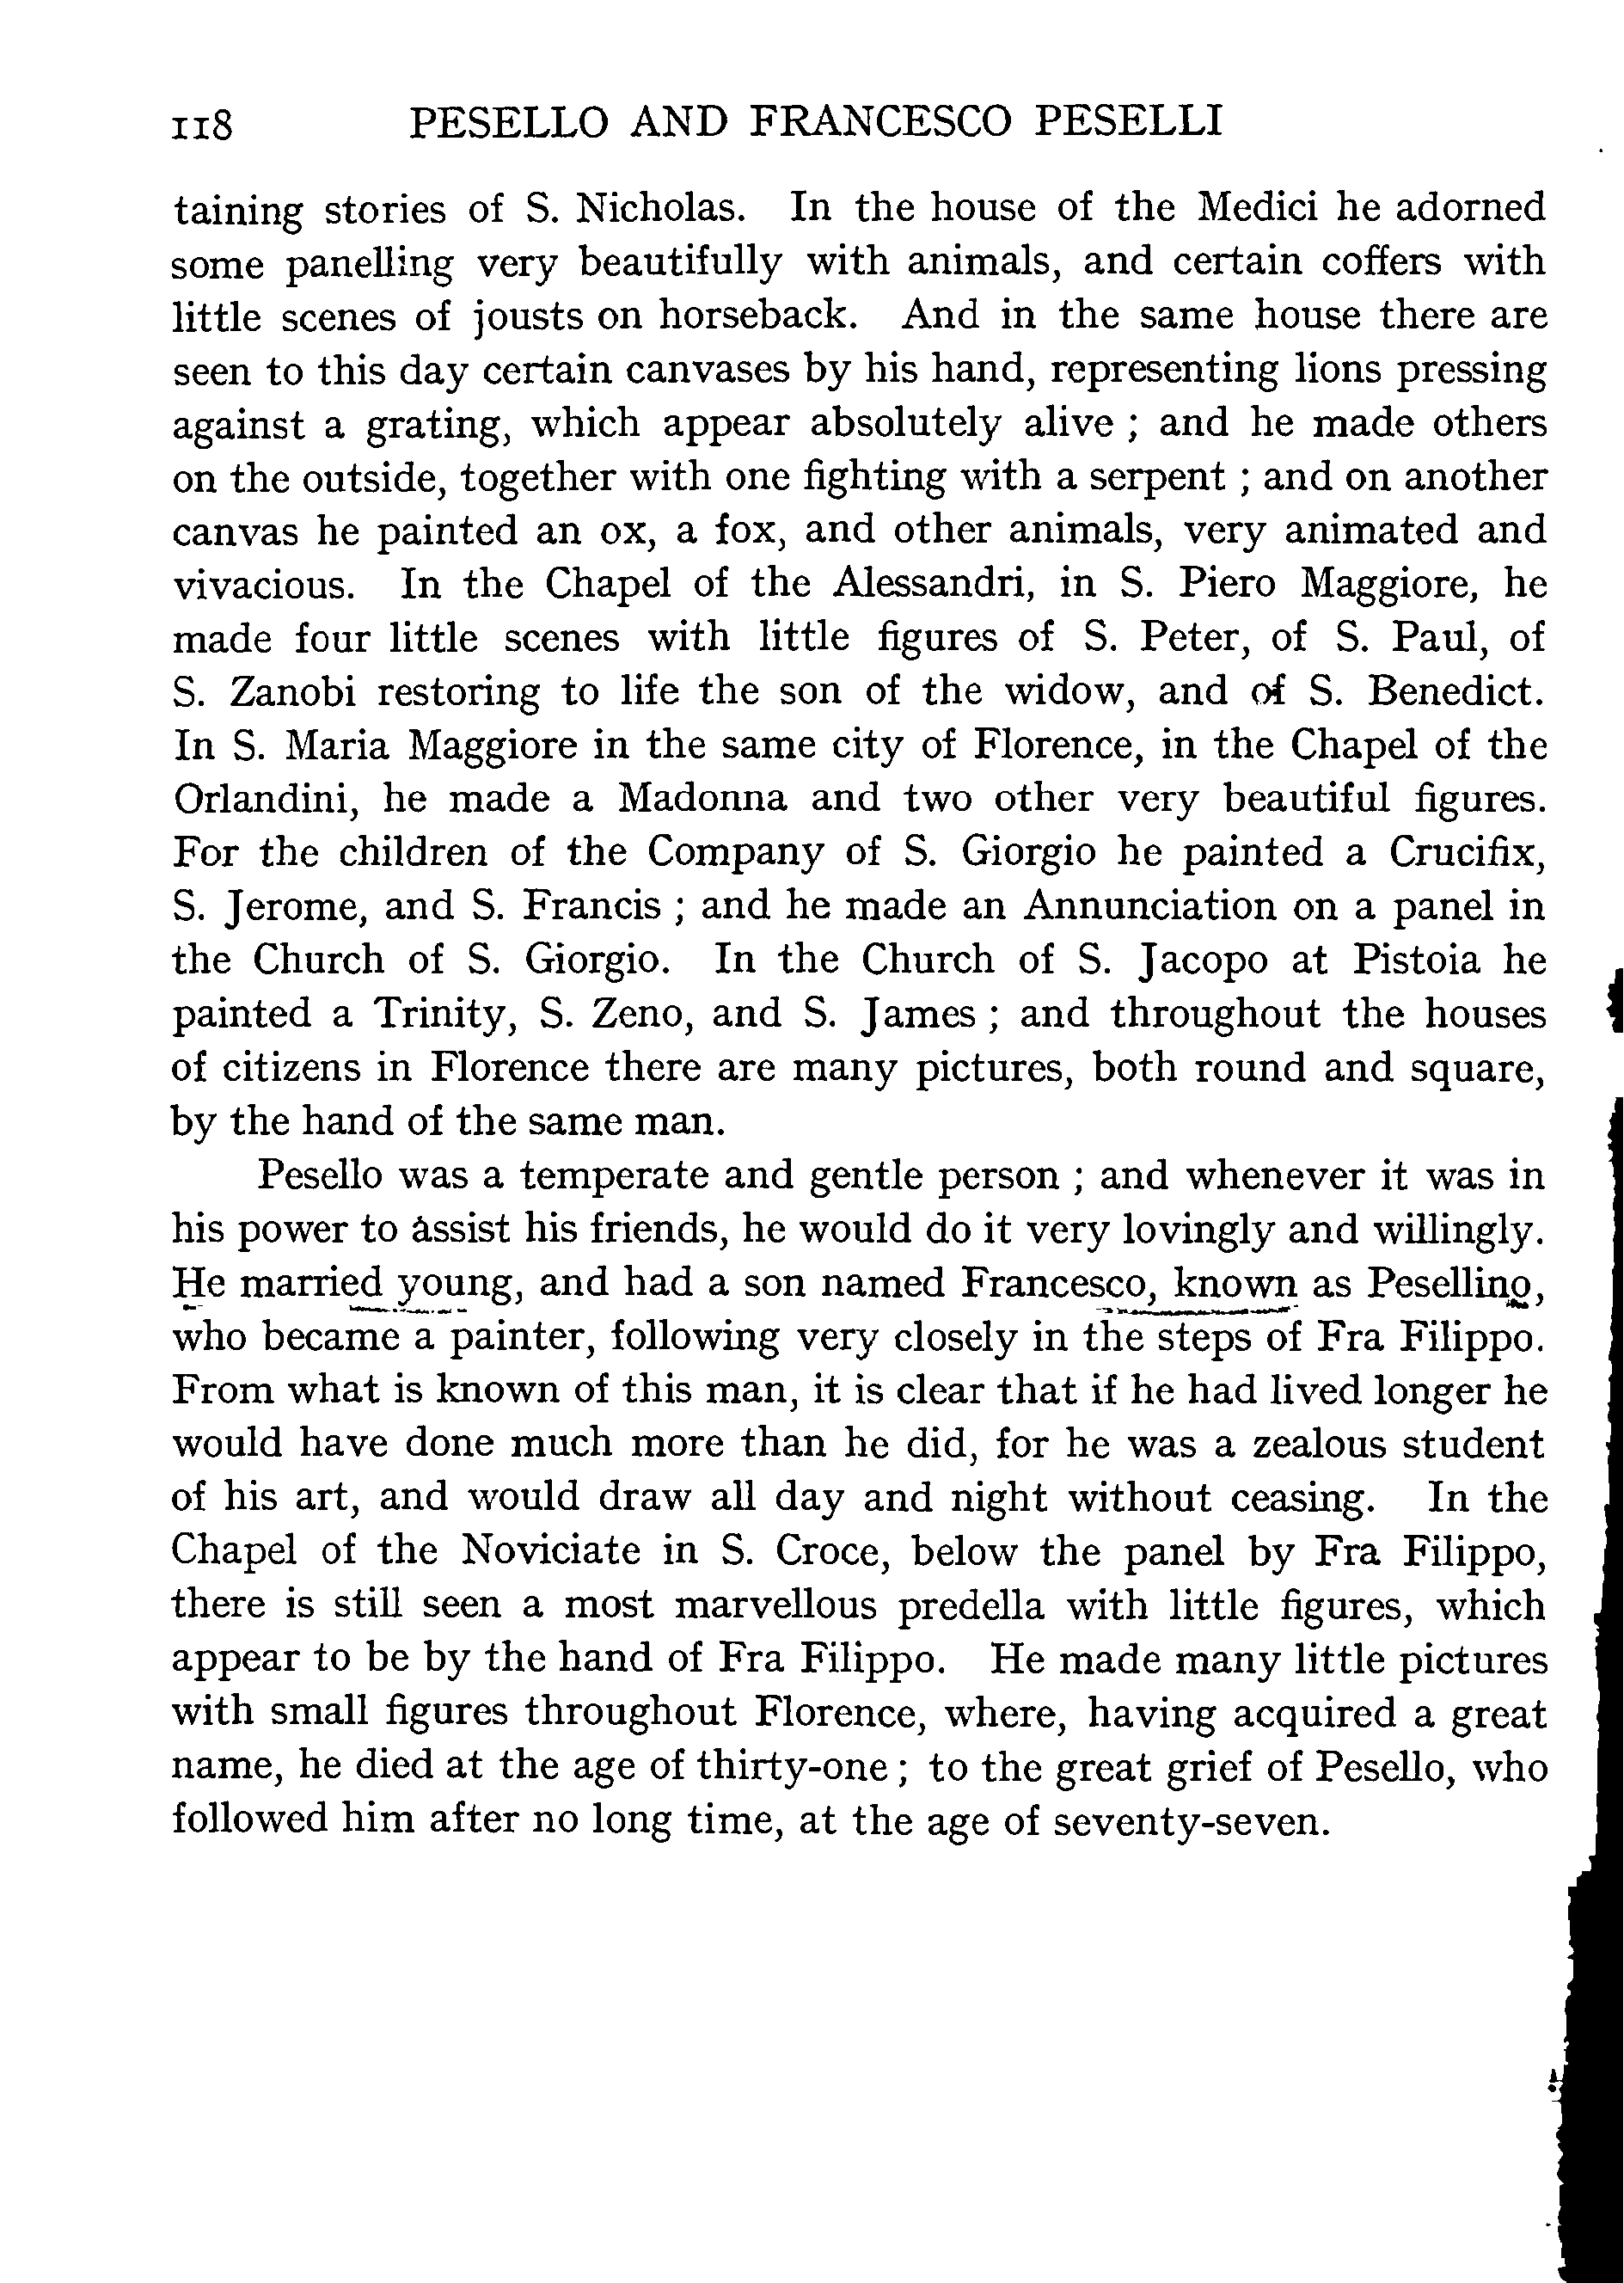 118 PESELLO AND FRANCESCO PESELLI
taining stories of S. Nicholas. In the house of the Medici he adorned
some panelling very beautifully with animals, and certain coffers with
little scenes of jousts on horseback. And in the same house there are
seen to this day certain canvases by his hand, representing lions pressing
against a grating, which appear absolutely alive ; and he made others
on the outside, together with one fighting with a serpent ; and on another
canvas he painted an ox, a fox, and other animals, very animated and
vivacious. In the Chapel of the Alessandri, in S. Piero Maggiore, he
made four little scenes with little figures of S. Peter, of S. Paul, of
S. Zanobi restoring to life the son of the widow, and of S. Benedict.
In S. Maria Maggiore in the same city of Florence, in the Chapel of the
Orlandini, he made a Madonna and two other very beautiful figures.
For the children of the Company of S. Giorgio he painted a Crucifix,
S. Jerome, and S. Francis ; and he made an Annunciation on a panel in
the Church of S. Giorgio. In the Church of S. Jacopo at Pistoia he
painted a Trinity, S. Zeno, and S. James ; and throughout the houses
of citizens in Florence there are many pictures, both round and square,
by the hand of the same man.
Pesello was a temperate and gentle person ; and whenever it was in
his power to assist his friends, he would do it very lovingly and willingly.
He married young, and had a son named Francesco, known as Pesellino,
who became a painter, following very closely in the steps of Fra Filippo.
From what is known of this man, it is clear that if he had lived longer he
would have done much more than he did, for he was a zealous student
of his art, and would draw all day and night without ceasing. In the
Chapel of the Noviciate in S. Croce, below the panel by Fra Filippo,
there is still seen a most marvellous predella with little figures, which
appear to be by the hand of Fra Filippo. He made many little pictures
with small figures throughout Florence, where, having acquired a great
name, he died at the age of thirty-one ; to the great grief of Pesello, who
followed him after no long time, at the age of seventy-seven.